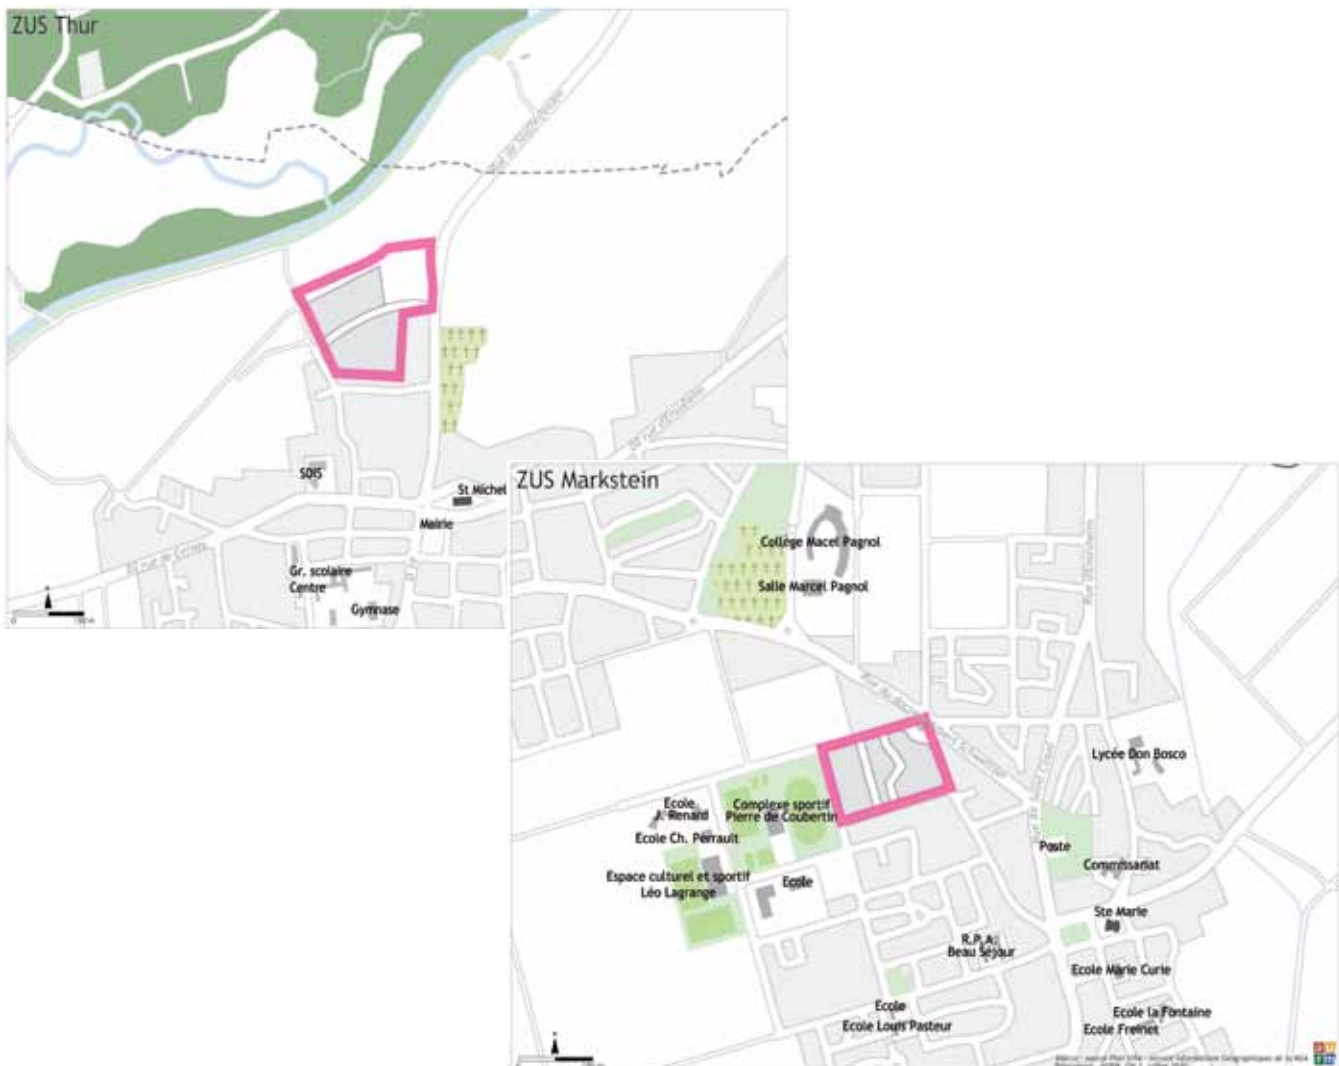 ZUS Thur
SDIS
St Michel
Mairie
Gr. scolaire
Centre
Gymnase
0
ZUS Markstein
Collège Macel Pagnol
Salle Marcel Pagnol
Lycée Don Bosco
Ecole
J. Renard
Complexe sportif
Pierre de Coubertin
Ecole Ch. Perrault
Espace culturel et sportif
Léo Lagrange
Ecole
Poste
Commissariat
Ste Marie
R.P.A.
Beau Séjour
Ecole Marie Curie
Ecole
Ecole Louis Pasteur
Ecole la Fontaine
Ecole Freinet